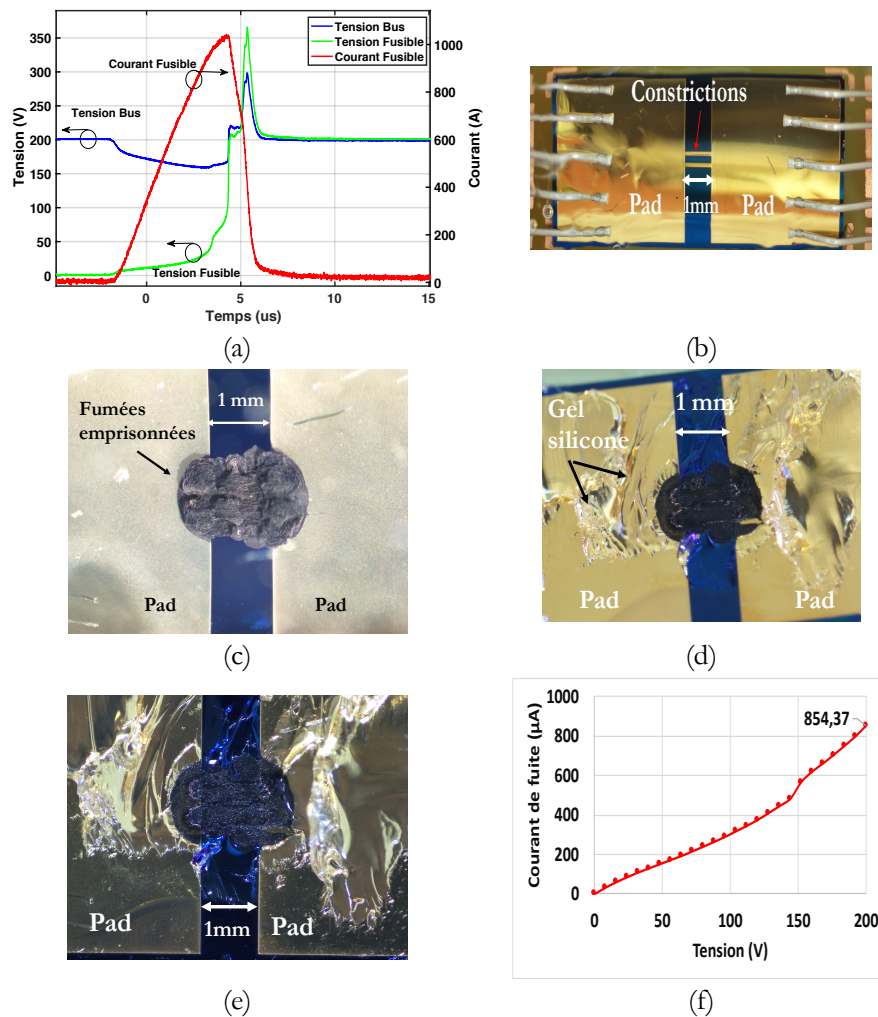 Tension Bus
Tension Fusible
Courant Fusible
350
300
250
200
150
100
50
0
Tension (V)
1000
800
600
400
200
0
Courant (A)
Courant Fusible
Tension Bus
Tension Fusible
0
5
10
15
Temps (us)
(a)
Constrictions
Pad
1mm
Pad
(b)
1 mm
Fumées
emprisonnées
Pad
Pad
(c)
1 mm
Gel
silicone
Pad
Pad
(d)
Pad
1mm
Pad
(e)
1000
800
600
400
200
0
Courant de fuite (µA)
854,37
0
50
100
150
200
Tension (V)
(f)